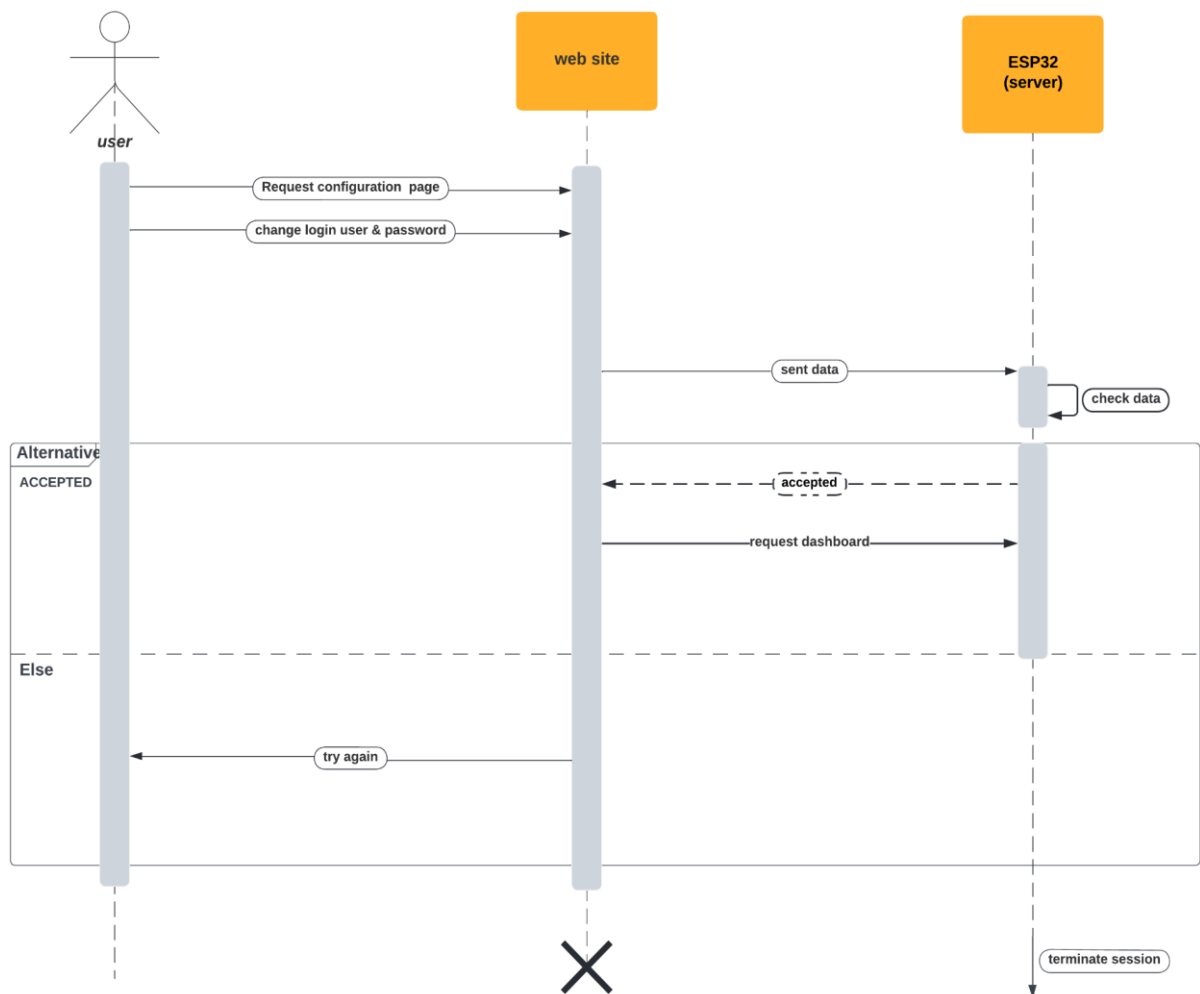 web site
ESP32
(server)
user
Request configuration page
change login user & password
sent data
check data
Alternative
ACCEPTED
accepted
request dashboard
Else
try again
terminate session